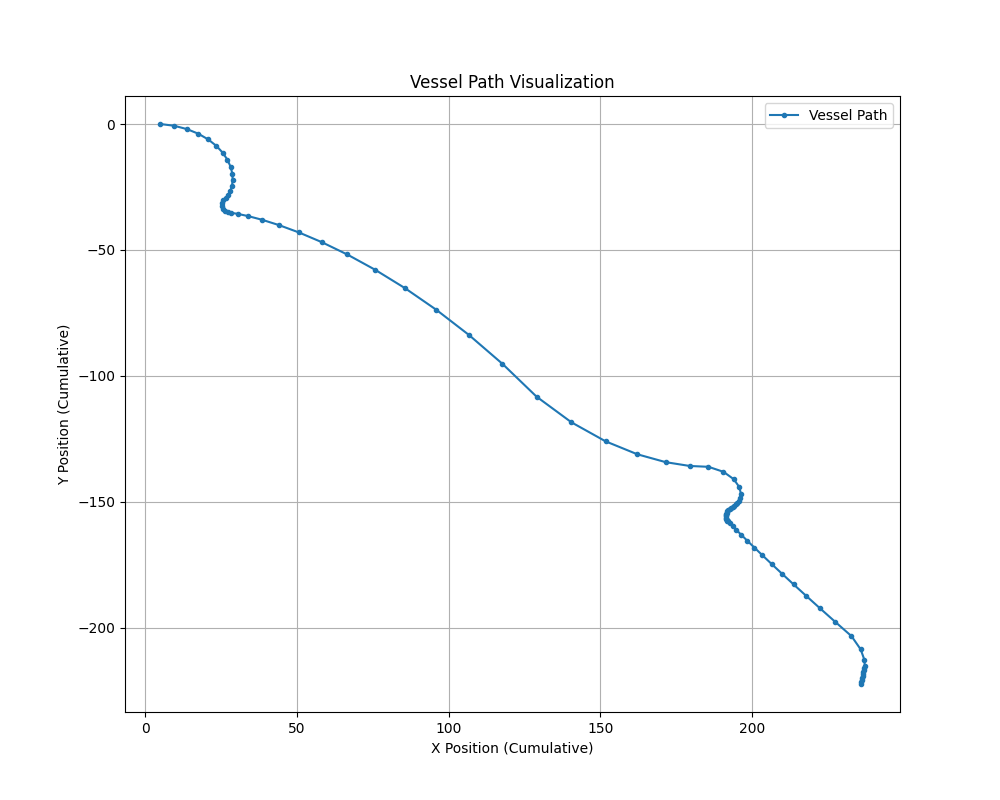 Vessel Path Visualization
Vessel Path
0
−50
−100
−150
−200
Y Position (Cumulative)
0 50 100 150 200
X Position (Cumulative)